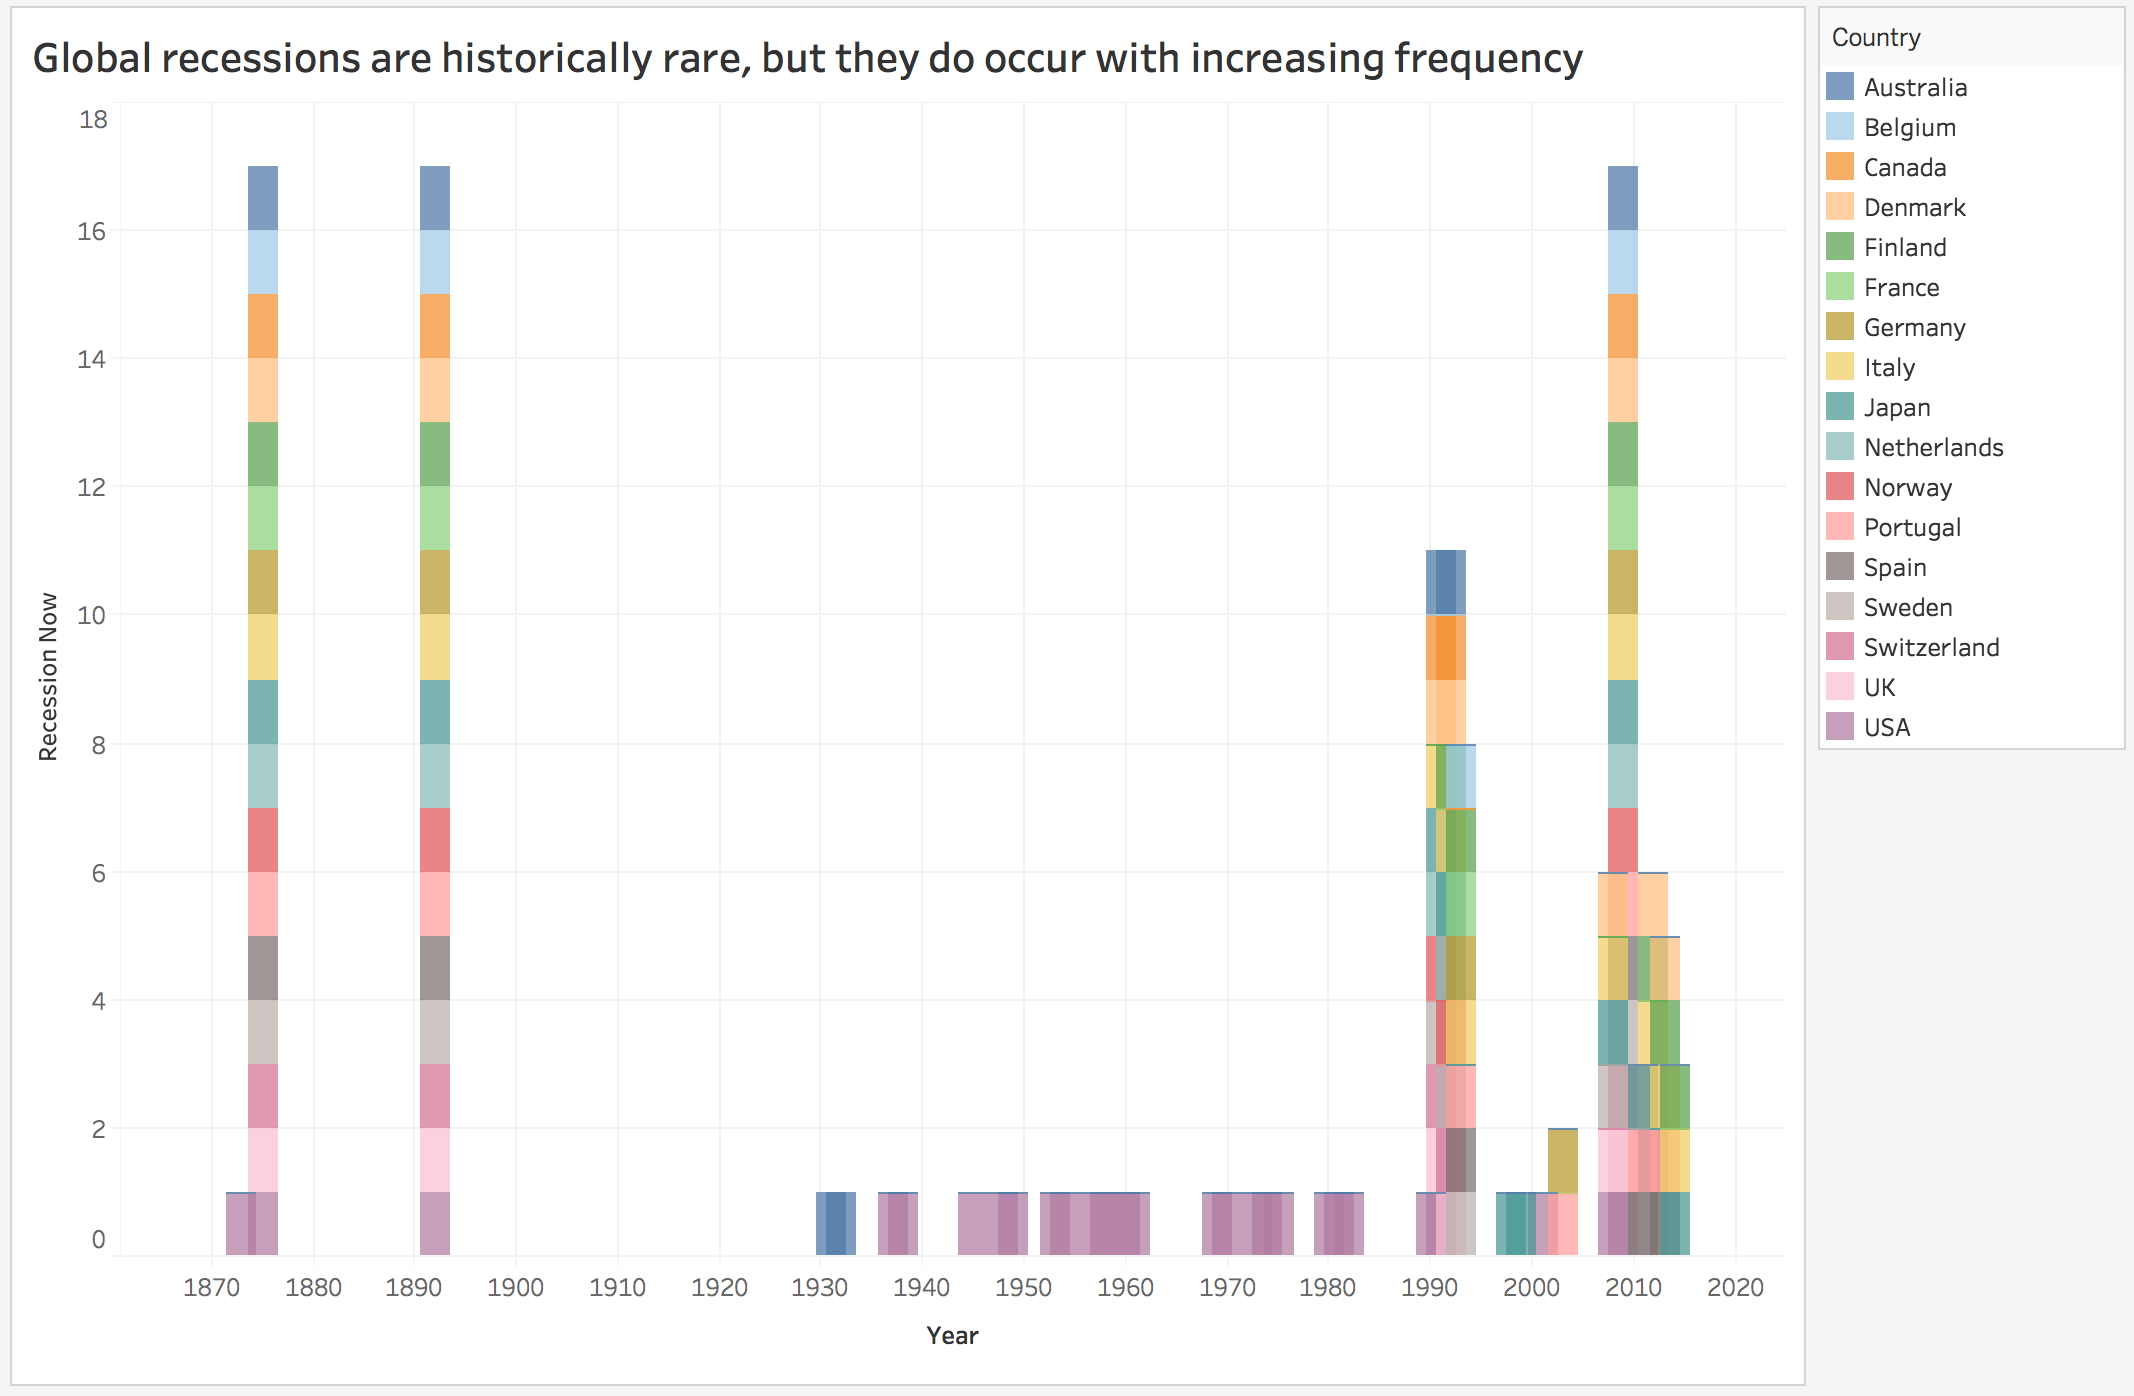 Global recessions are historically rare, but they do occur with increasing frequency
18
16
14
12
10
8
6
4
2
0
Recession Now
1870 1880 1890 1900 1910 1920 1930 1940 1950 1960 1970 1980 1990 2000 2010 2020
Year
Country
Australia
Belgium
Canada
Denmark
Finland
France
Germany
Italy
Japan
Netherlands
Norway
Portugal
Spain
Sweden
Switzerland
UK
USA